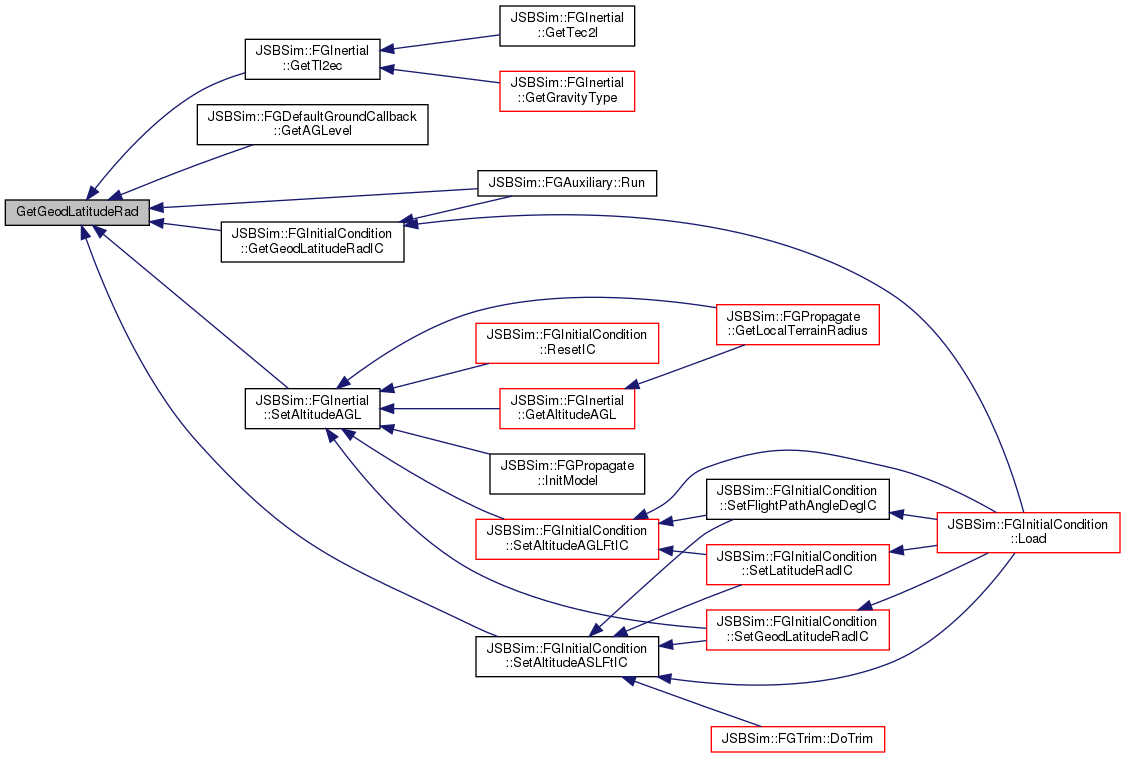 JSBSim::FGInertial
::GetTec2I
JSBSim::FGInertial
::GetTI2ec
JSBSim::FGInertial
::GetGravityType
JSBSim::FGDefaultGroundCallback
::GetAGLevel
JSBSim::FGAuxiliary::Run
GetGeodLatitudeRad
JSBSim::FGInitialCondition
::GetGeodLatitudeRadIC
JSBSim::FGPropagate
::GetLocalTerrainRadius
JSBSim::FGInitialCondition
::ResetIC
JSBSim::FGInertial
::SetAltitudeAGL
JSBSim::FGInertial
::GetAltitudeAGL
JSBSim::FGPropagate
::InitModel
JSBSim::FGInitialCondition
::SetFlightPathAngleDegIC
JSBSim::FGInitialCondition
::SetAltitudeAGLFtIC
JSBSim::FGInitialCondition
::Load
JSBSim::FGInitialCondition
::SetLatitudeRadIC
JSBSim::FGInitialCondition
::SetGeodLatitudeRadIC
JSBSim::FGInitialCondition
::SetAltitudeASLFtIC
JSBSim::FGTrim::DoTrim